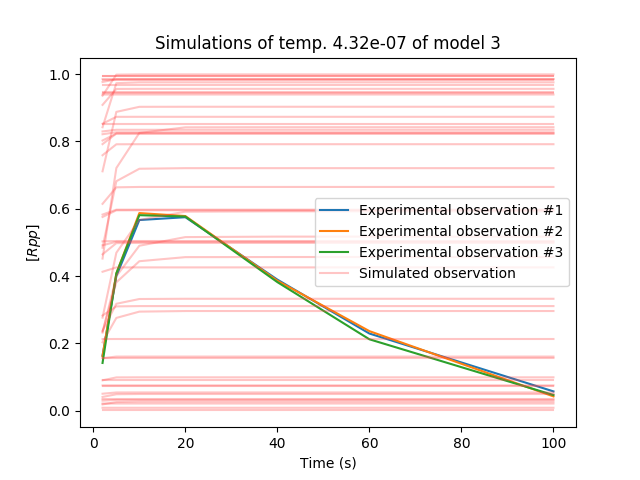 Simulations of temp. 4.32e-07 of model 3
1.0
0.8
0.6
0.4
0.2
0.0
[Rpp]
Experimental observation #1
Experimental observation #2
Experimental observation #3
Simulated observation
0 20 40 60 80 100
Time (s)